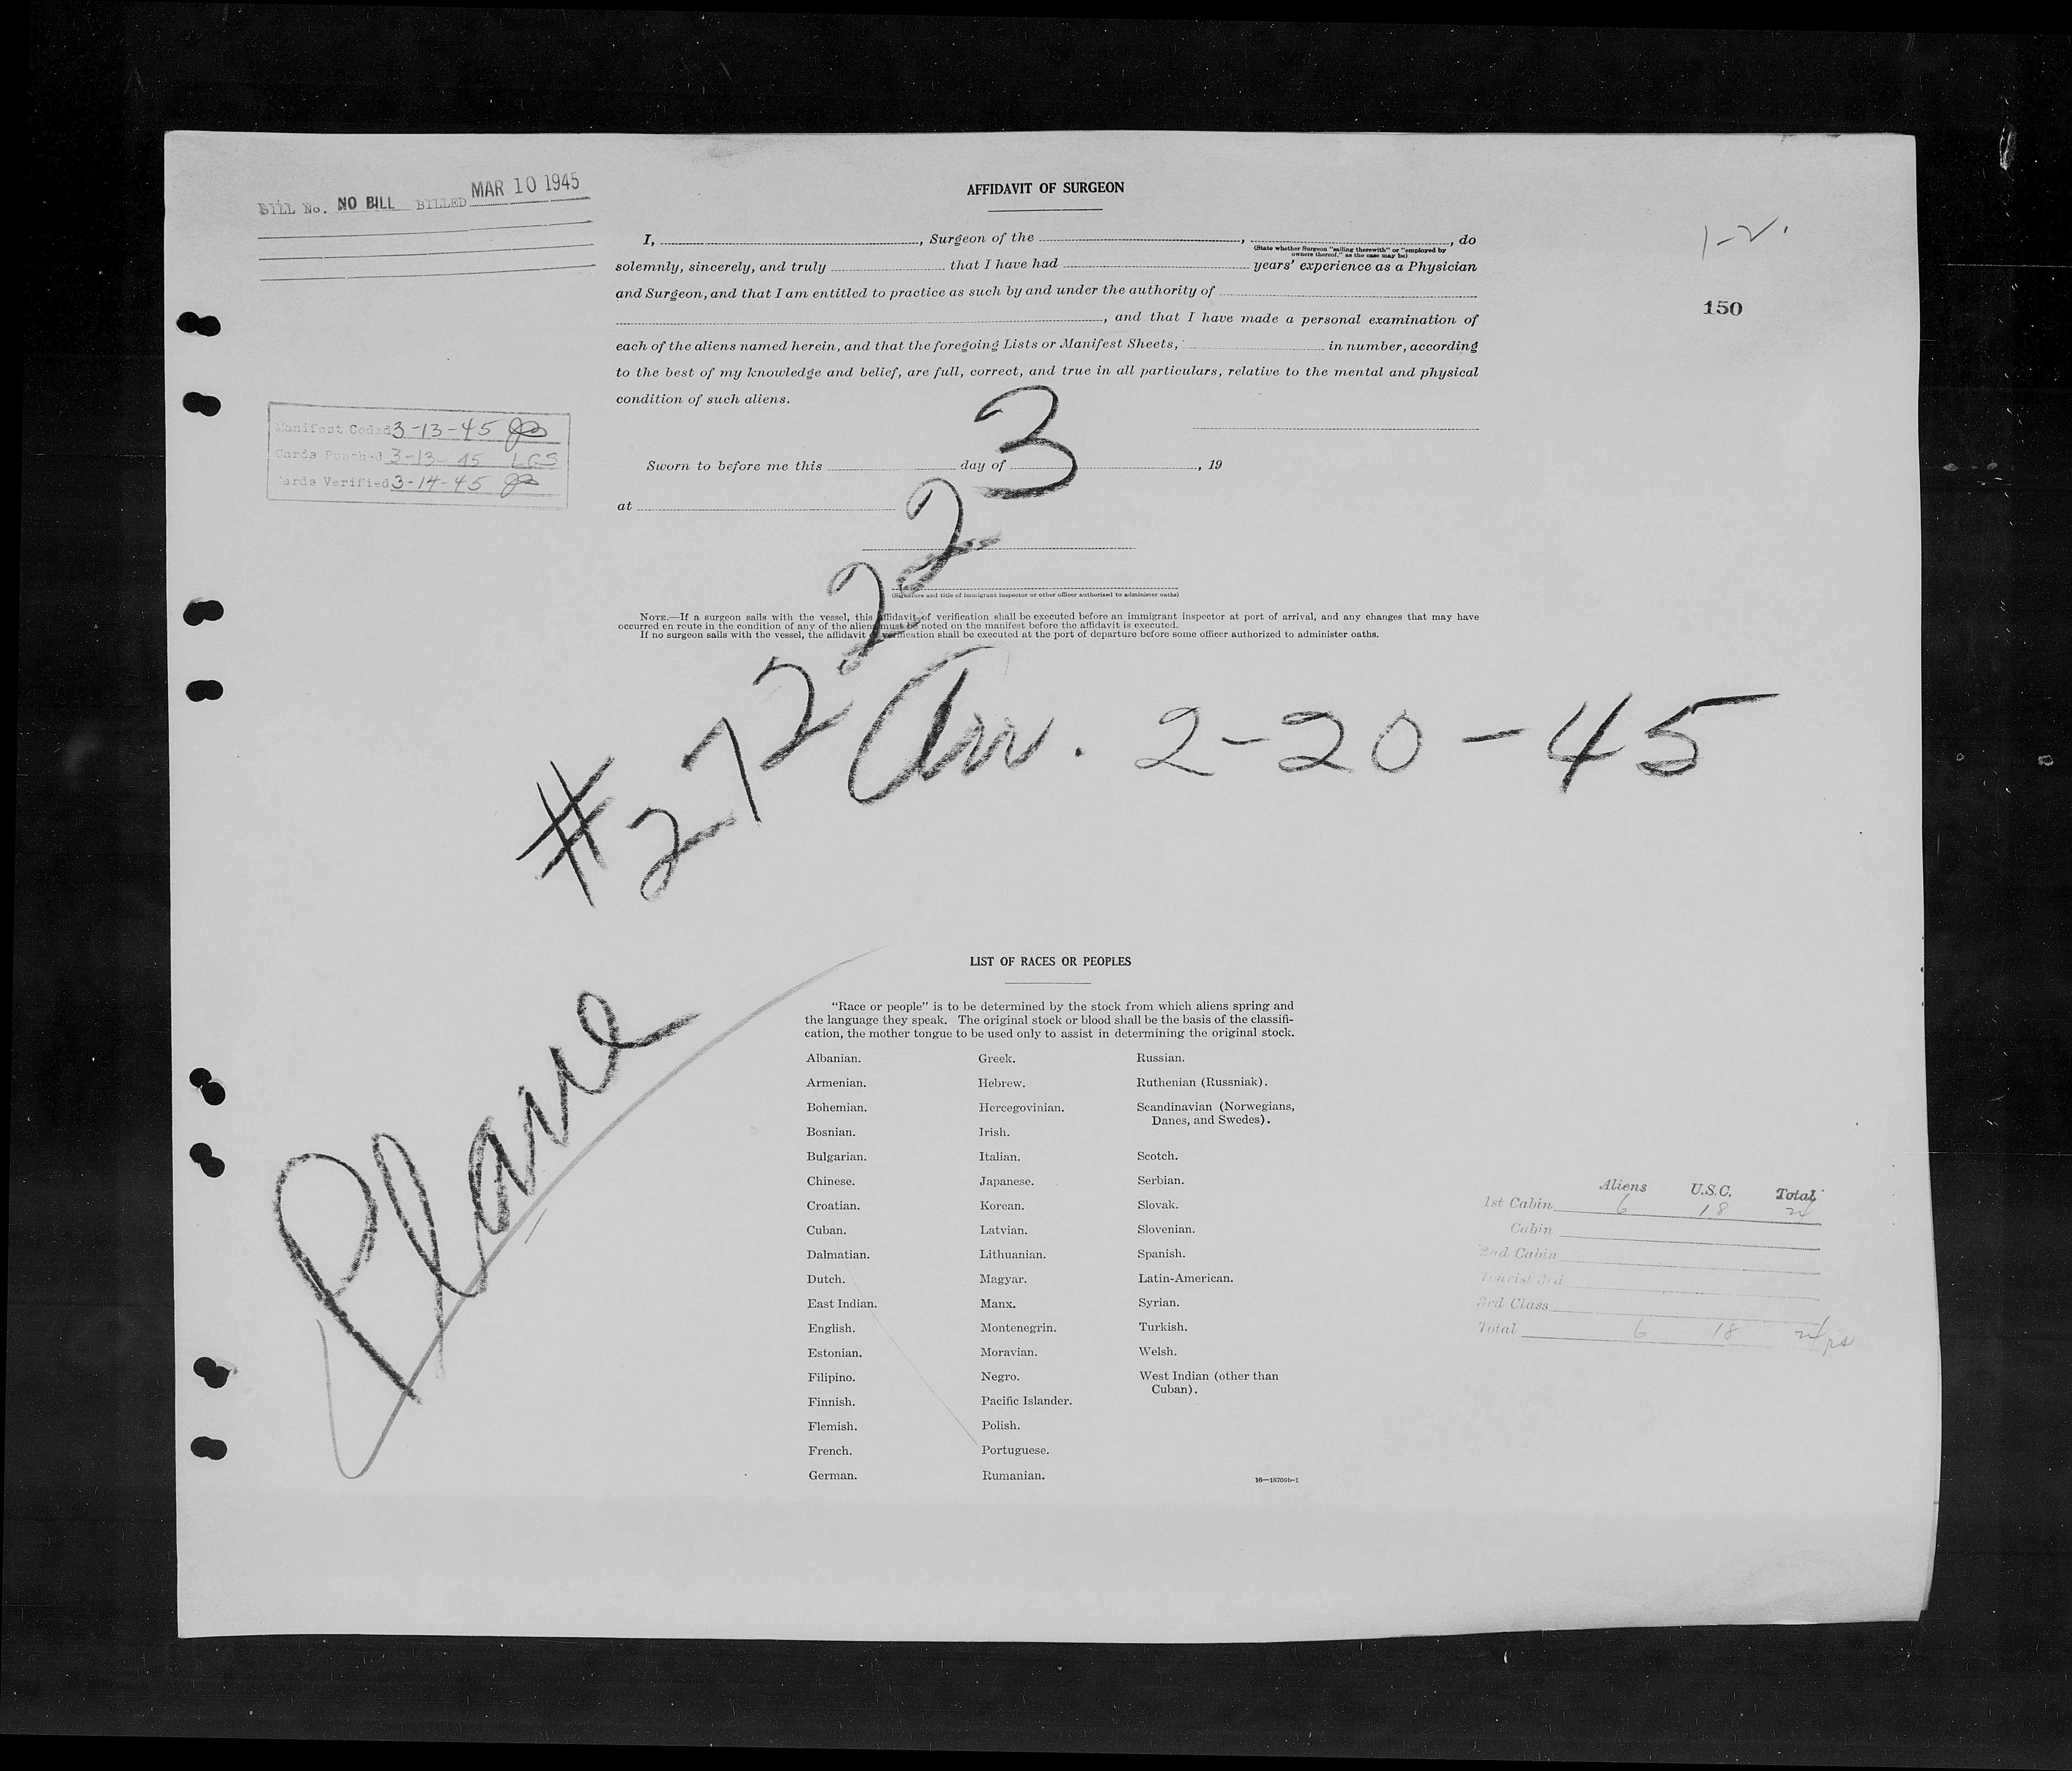 BILL No. NO BILL BILLED MAR 10 1945
AFFIDAVIT OF SURGEON
1-2.
150
I, , Surgeon of the , , do
(State whether Surgeon "sailing therewith" or "employed by
owners thereof," as the case may be)
solemnly, sincerely, and truly that I have had years' experience as a Physician
and Surgeon, and that I am entitled to practice as such by and under the authority of
, and that I have made a personal examination of
each of the aliens named herein, and that the foregoing Lists or Manifest Sheets, in number, according
to the best of my knowledge and belief, are full, correct, and true in all particulars, relative to the mental and physical
condition of such aliens.
Manifest Coded 3-13-45
Cards Punched 3-13-45 LGS
Cards Verified 3-14-45
Sworn to before me this day of , 19
at
(Signature and title of immigrant inspector or other officer authorized to administer oaths)
NOTE.—If a surgeon sails with the vessel, this affidavit of verification shall be executed before an immigrant inspector at port of arrival, and any changes that may have
occurred en route in the condition of any of the aliens must be noted on the manifest before the affidavit is executed.
If no surgeon sails with the vessel, the affidavit of verification shall be executed at the port of departure before some officer authorized to administer oaths.
#272223
Arr. 2-20-45
Plane
LIST OF RACES OR PEOPLES
"Race or people" is to be determined by the stock from which aliens spring and
the language they speak. The original stock or blood shall be the basis of the classifi-
cation, the mother tongue to be used only to assist in determining the original stock.
Albanian.
Armenian.
Bohemian.
Bosnian.
Bulgarian.
Chinese.
Croatian.
Cuban.
Dalmatian.
Dutch.
East Indian.
English.
Estonian.
Filipino.
Finnish.
Flemish.
French.
German.
Greek.
Hebrew.
Hercegovinian.
Irish.
Italian.
Japanese.
Korean.
Latvian.
Lithuanian.
Magyar.
Manx.
Montenegrin.
Moravian.
Negro.
Pacific Islander.
Polish.
Portuguese.
Rumanian.
Russian.
Ruthenian (Russniak).
Scandinavian (Norwegians,
Danes, and Swedes).
Scotch.
Serbian.
Slovak.
Slovenian.
Spanish.
Latin-American.
Syrian.
Turkish.
Welsh.
West Indian (other than
Cuban).
16—18709b-1
Aliens U.S.C. Total
1st Cabin 6 18 24
Cabin
2nd Cabin
Tourist 3rd
3rd Class
Total 6 18 24